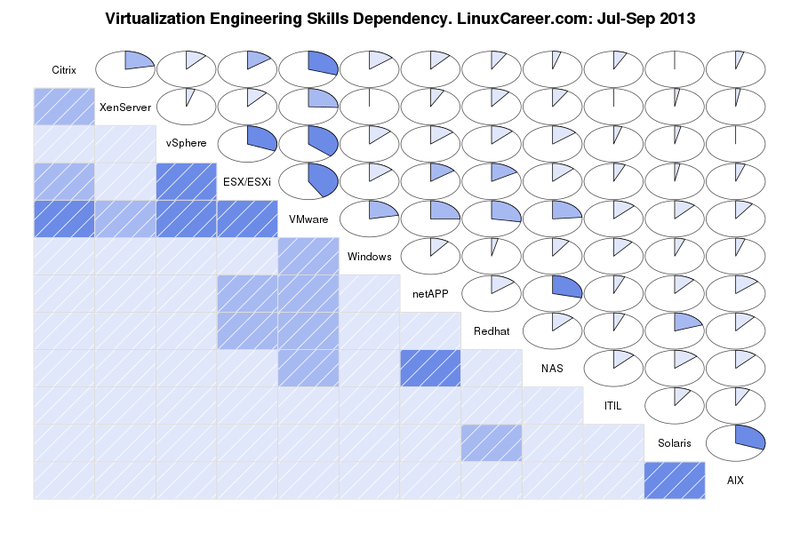 Virtualization Engineering Skills Dependency. LinuxCareer.com: Jul-Sep 2013
Citrix
XenServer
vSphere
ESX/ESXi
VMware
Windows
netAPP
Redhat
NAS
ITIL
Solaris
AIX